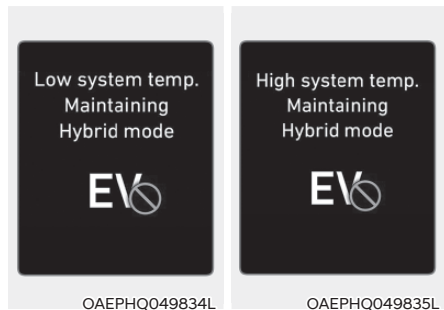 Low system temp.
Maintaining
Hybrid mode
EV
OAEPHQ049834L
High system temp.
Maintaining
Hybrid mode
EV
OAEPHQ049835L